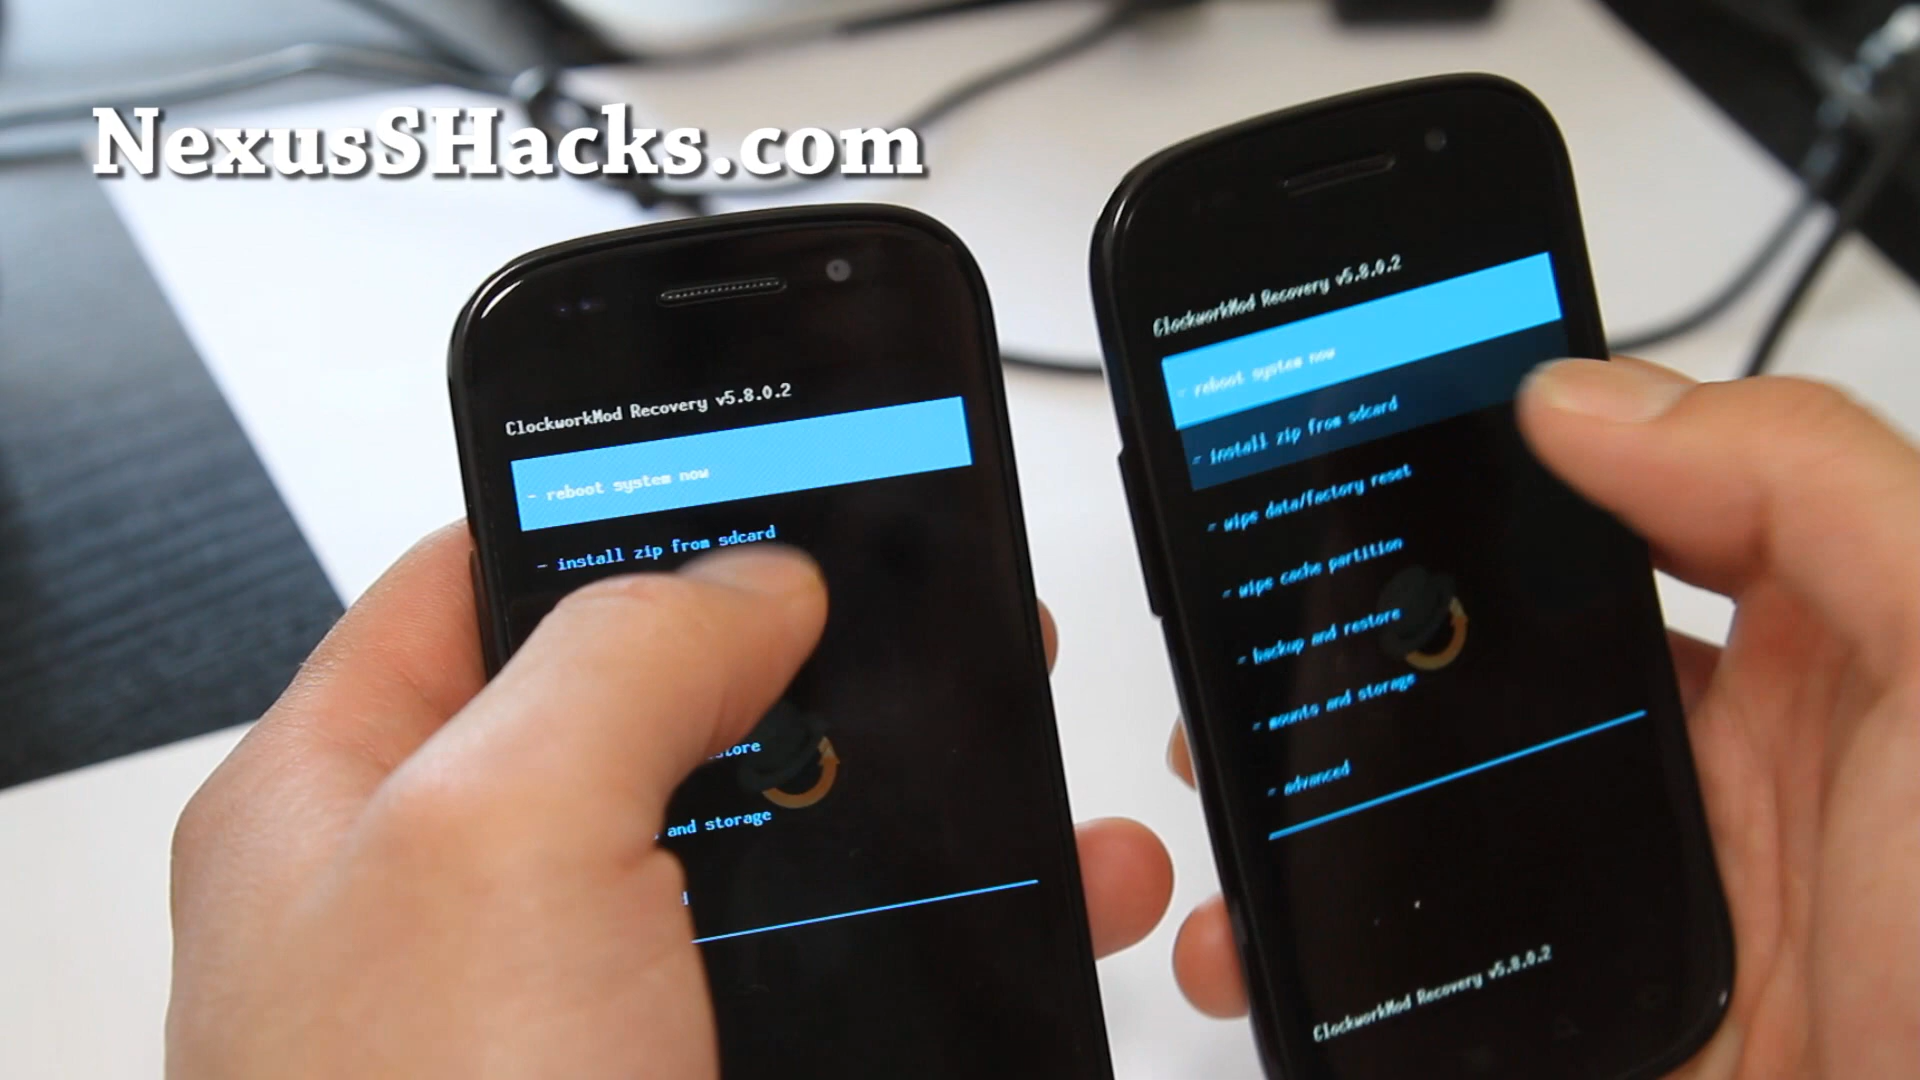 NexusSHacks.com
ClockworkMod Recovery v5.8.0.2
- reboot system now
- install zip from sdcard
and storage
ClockworkMod Recovery v5.8.0.2
- reboot system now
- install zip from sdcard
- wipe data/factory reset
- wipe cache partition
- backup and restore
- mounts and storage
- advanced
ClockworkMod Recovery v5.8.0.2